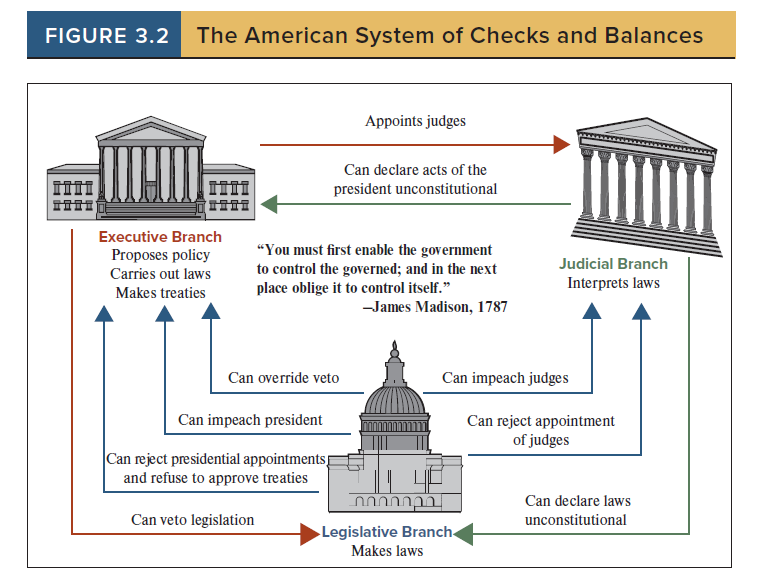 FIGURE 3.2 The American System of Checks and Balances
Appoints judges
Can declare acts of the
president unconstitutional
Executive Branch
Proposes policy
Carries out laws
Makes treaties
“You must first enable the government
to control the governed; and in the next
place oblige it to control itself.”
–James Madison, 1787
Judicial Branch
Interprets laws
Can override veto
Can impeach judges
Can impeach president
Can reject appointment
of judges
Can reject presidential appointments
and refuse to approve treaties
Can veto legislation
Can declare laws
unconstitutional
Legislative Branch
Makes laws